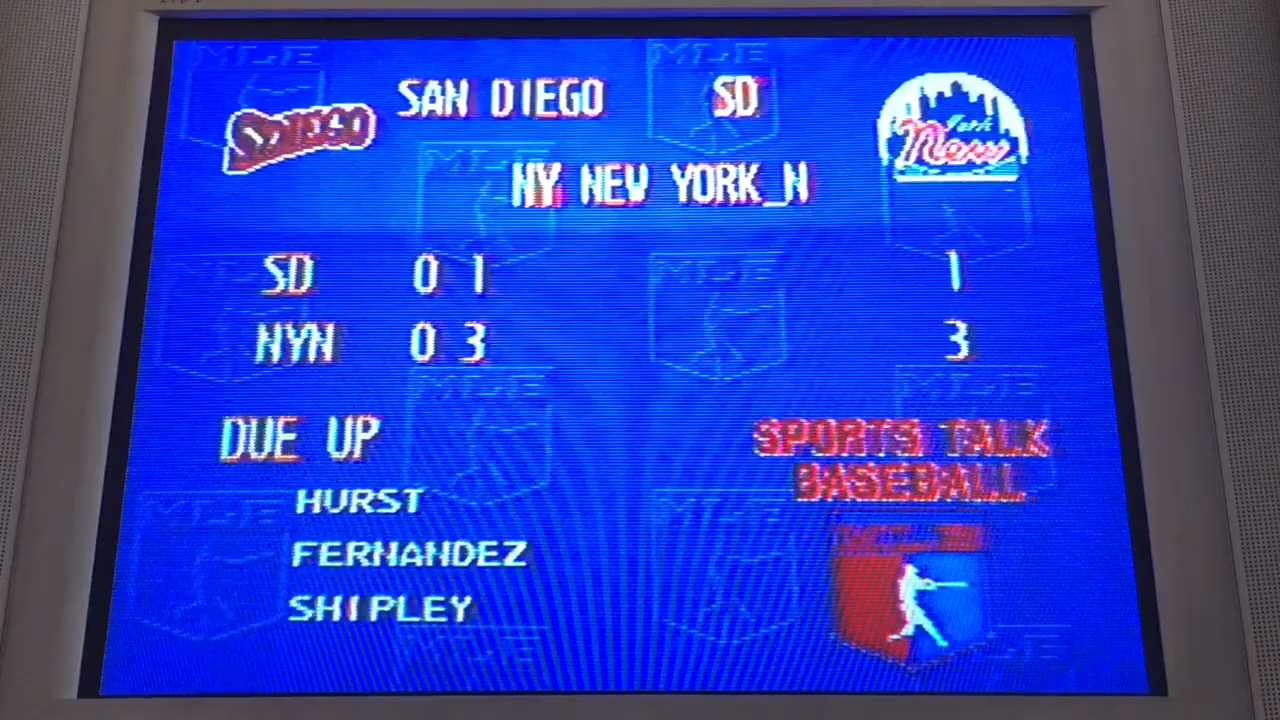 SAN DIEGO SD
NY NEW YORK_N
SD 0 1 1
NYN 0 3 3
DUE UP
SPORTS TALK
BASEBALL
HURST
FERNANDEZ
SHIPLEY